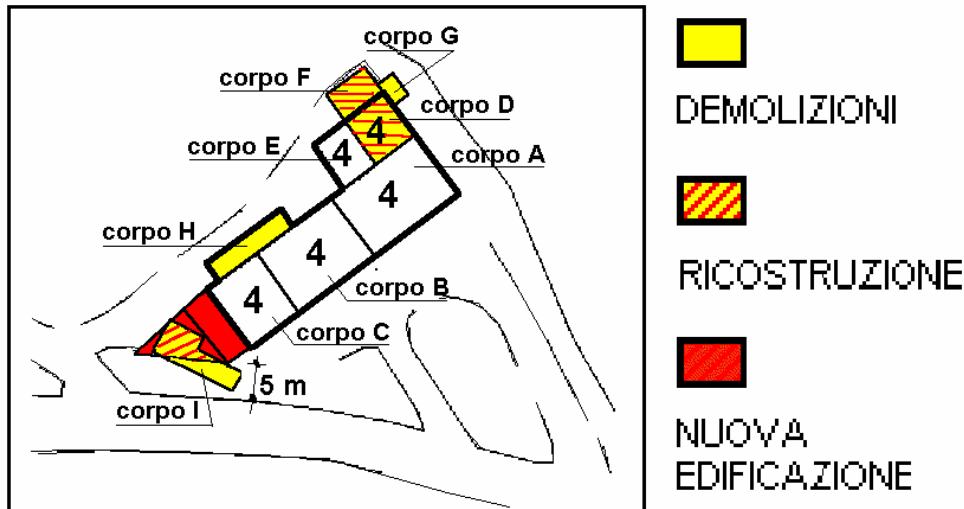 corpo G
corpo F
corpo D
4
corpo E
4
corpo A
4
corpo H
4
corpo B
4
corpo C
5 m
corpo I
DEMOLIZIONI
RICOSTRUZIONE
NUOVA
EDIFICAZIONE